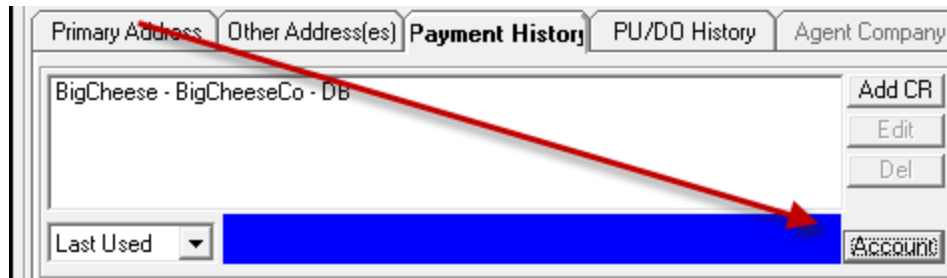 Primary Address Other Address(es) Payment History PU/DO History Agent Company
BigCheese - BigCheeseCo - DB
Add CR
Edit
Del
Last Used
Account